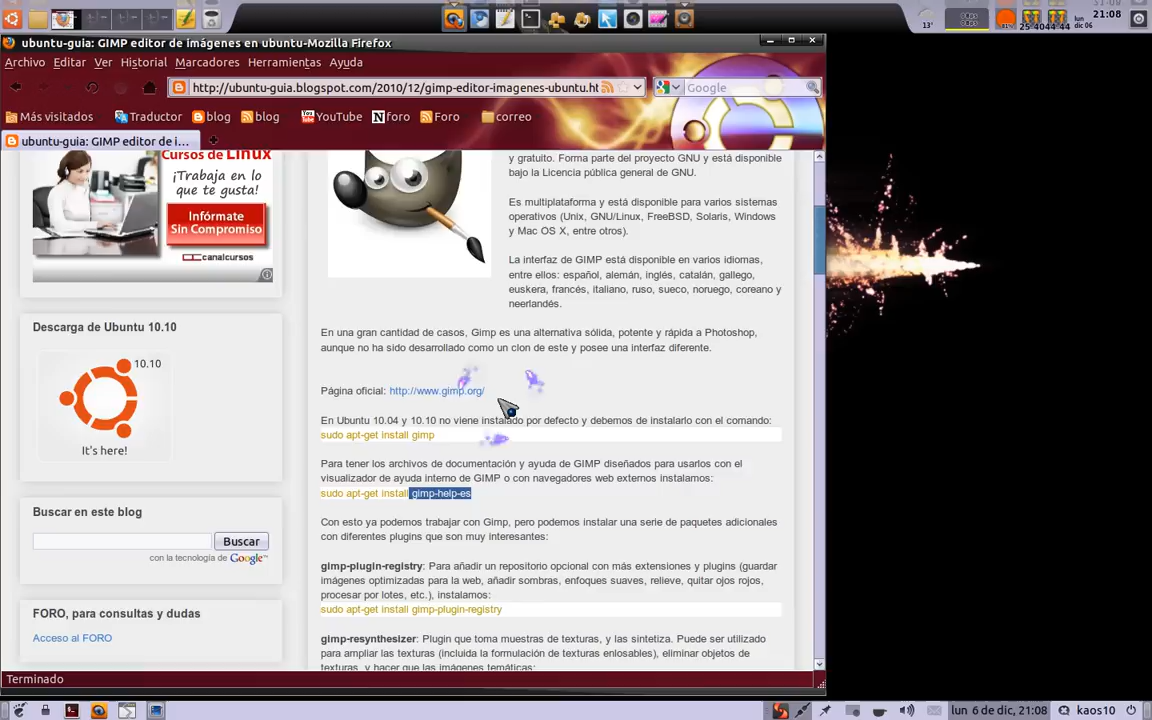 13°
21:08
lun
dic 06
ubuntu-guia: GIMP editor de imágenes en ubuntu-Mozilla Firefox
Archivo Editar Ver Historial Marcadores Herramientas Ayuda
http://ubuntu-guia.blogspot.com/2010/12/gimp-editor-imagenes-ubuntu.ht
Google
Más visitados Traductor blog blog YouTube foro Foro correo
ubuntu-guia: GIMP editor de i...
Cursos de Linux
¡Trabaja en lo
que te gusta!
Infórmate
Sin Compromiso
canalcursos
Descarga de Ubuntu 10.10
10.10
It's here!
Buscar en este blog
Buscar
con la tecnología de Google™
FORO, para consultas y dudas
Acceso al FORO
y gratuito. Forma parte del proyecto GNU y está disponible
bajo la Licencia pública general de GNU.
Es multiplataforma y está disponible para varios sistemas
operativos (Unix, GNU/Linux, FreeBSD, Solaris, Windows
y Mac OS X, entre otros).
La interfaz de GIMP está disponible en varios idiomas,
entre ellos: español, alemán, inglés, catalán, gallego,
euskera, francés, italiano, ruso, sueco, noruego, coreano y
neerlandés.
En una gran cantidad de casos, Gimp es una alternativa sólida, potente y rápida a Photoshop,
aunque no ha sido desarrollado como un clon de este y posee una interfaz diferente.
Página oficial: http://www.gimp.org/
En Ubuntu 10.04 y 10.10 no viene instalado por defecto y debemos de instalarlo con el comando:
sudo apt-get install gimp
Para tener los archivos de documentación y ayuda de GIMP diseñados para usarlos con el
visualizador de ayuda interno de GIMP o con navegadores web externos instalamos:
sudo apt-get install gimp-help-es
Con esto ya podemos trabajar con Gimp, pero podemos instalar una serie de paquetes adicionales
con diferentes plugins que son muy interesantes:
gimp-plugin-registry: Para añadir un repositorio opcional con más extensiones y plugins (guardar
imágenes optimizadas para la web, añadir sombras, enfoques suaves, relieve, quitar ojos rojos,
procesar por lotes, etc.), instalamos:
sudo apt-get install gimp-plugin-registry
gimp-resynthesizer: Plugin que toma muestras de texturas, y las sintetiza. Puede ser utilizado
para ampliar las texturas (incluida la formulación de texturas enlosables), eliminar objetos de
texturas, y hacer que las imágenes temáticas:
Terminado
lun 6 de dic, 21:08 kaos10